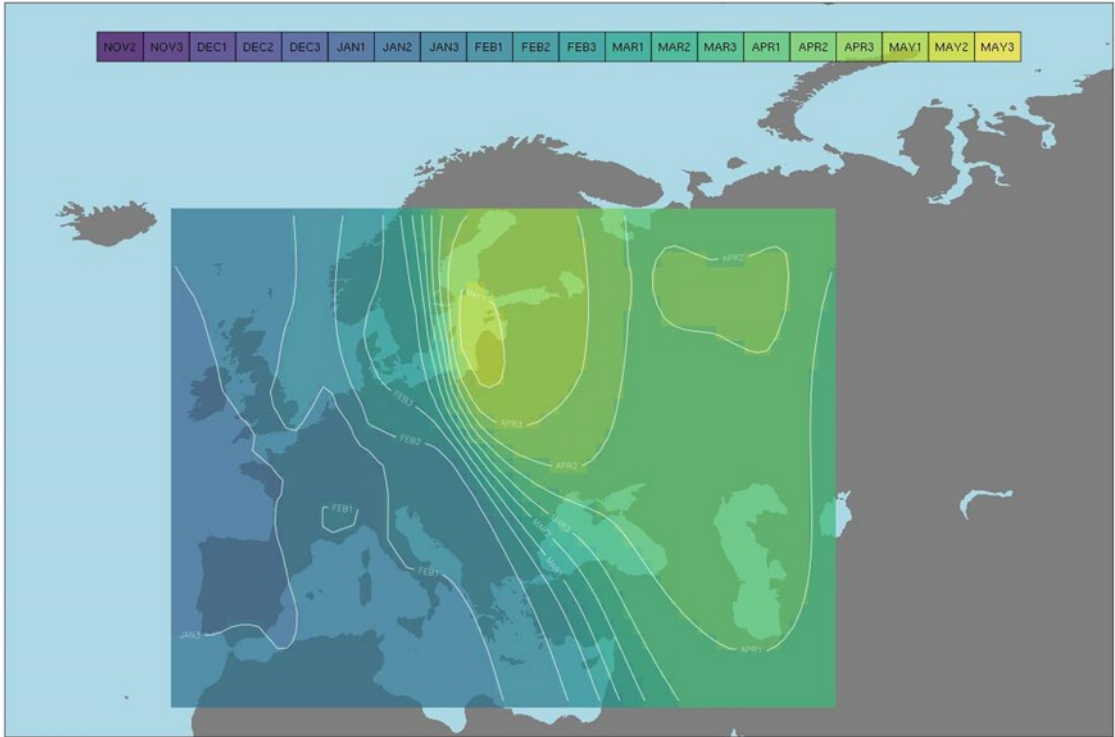 NOV2 NOV3 DEC1 DEC2 DEC3 JAN1 JAN2 JAN3 FEB1 FEB2 FEB3 MAR1 MAR2 MAR3 APR1 APR2 APR3 MAY1 MAY2 MAY3
APR2
FEB3
APR3
FEB2
APR2
FEB1
MAR1
FEB1
JAN3
APR1